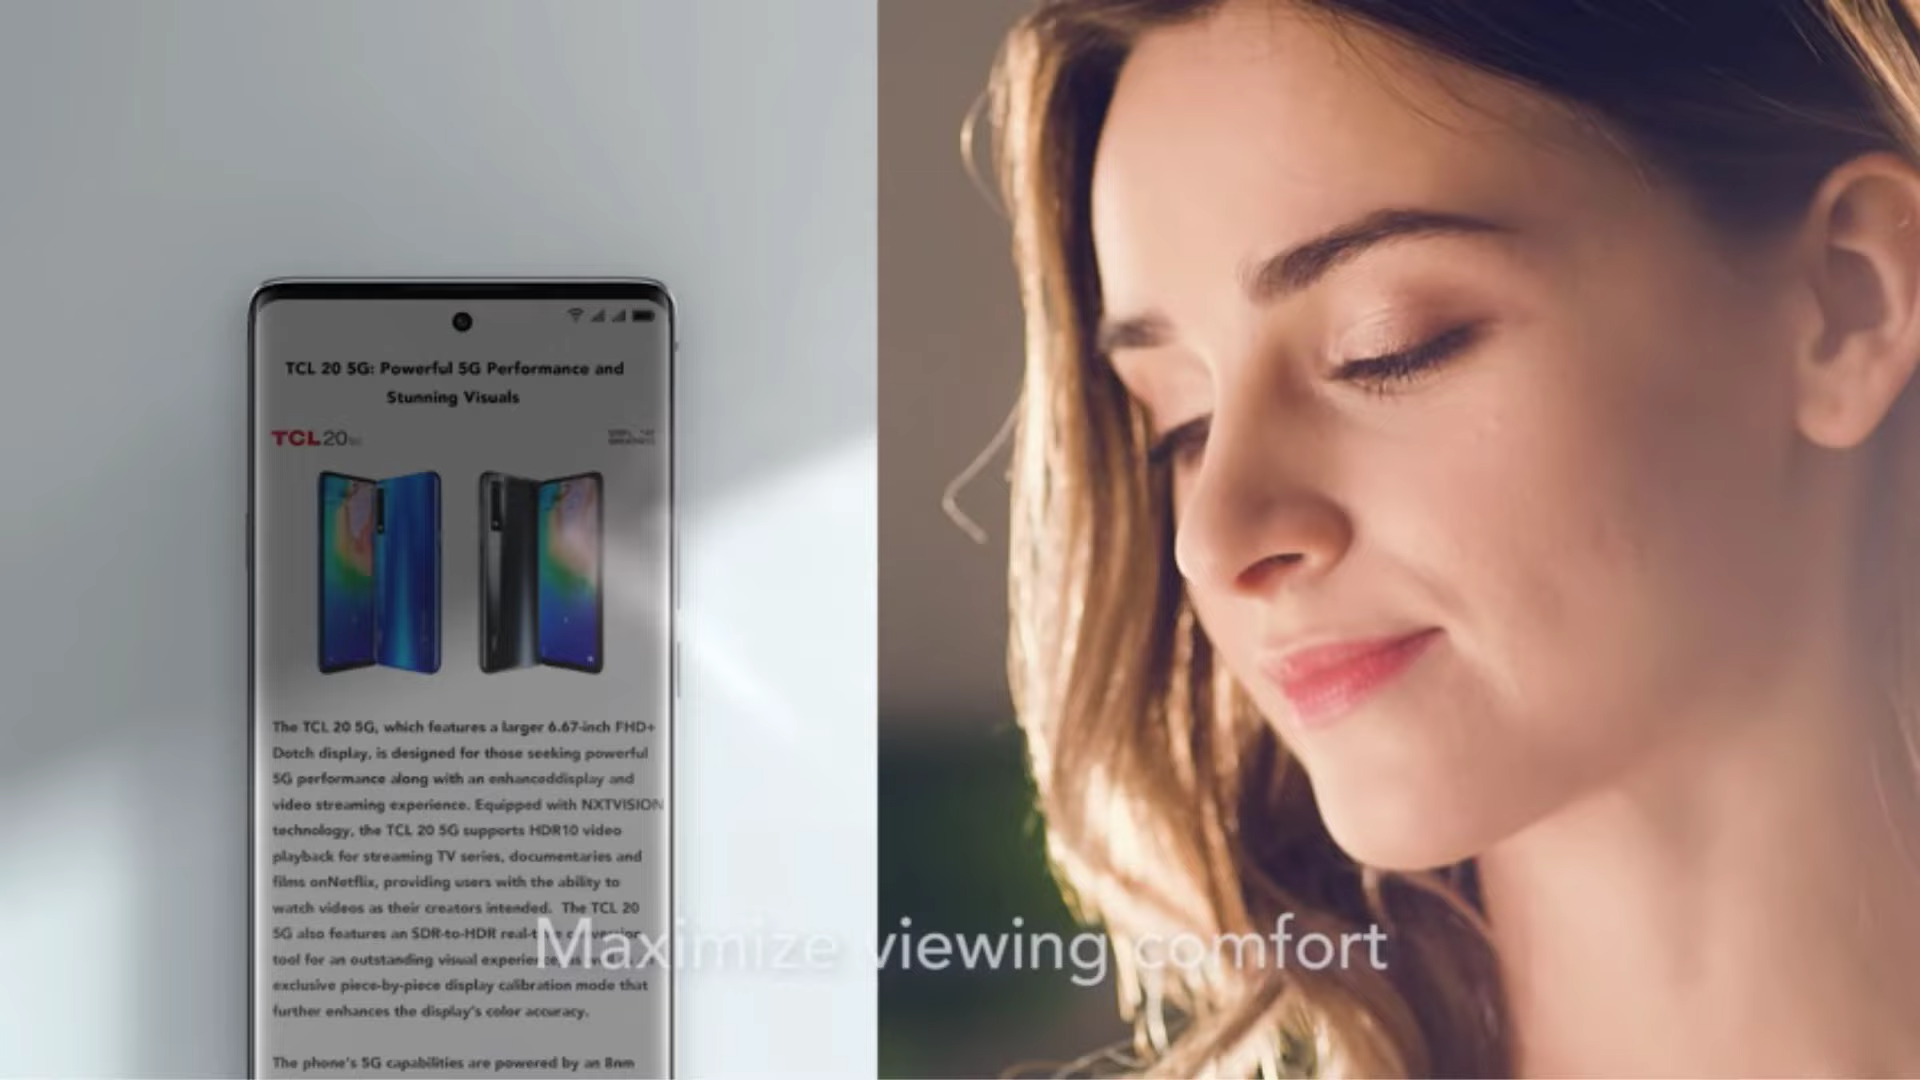 TCL 20 5G: Powerful 5G Performance and
Stunning Visuals
TCL 20 5G
The TCL 20 5G, which features a larger 6.67-inch FHD+
Dotch display, is designed for those seeking powerful
5G performance along with an enhanceddisplay and
video streaming experience. Equipped with NXTVISION
technology, the TCL 20 5G supports HDR10 video
playback for streaming TV series, documentaries and
films onNetflix, providing users with the ability to
watch videos as their creators intended. The TCL 20
5G also features an SDR-to-HDR real-time conversion
tool for an outstanding visual experience,
exclusive piece-by-piece display calibration mode that
further enhances the display's color accuracy.
The phone's 5G capabilities are powered by an 8nm
Maximize viewing comfort